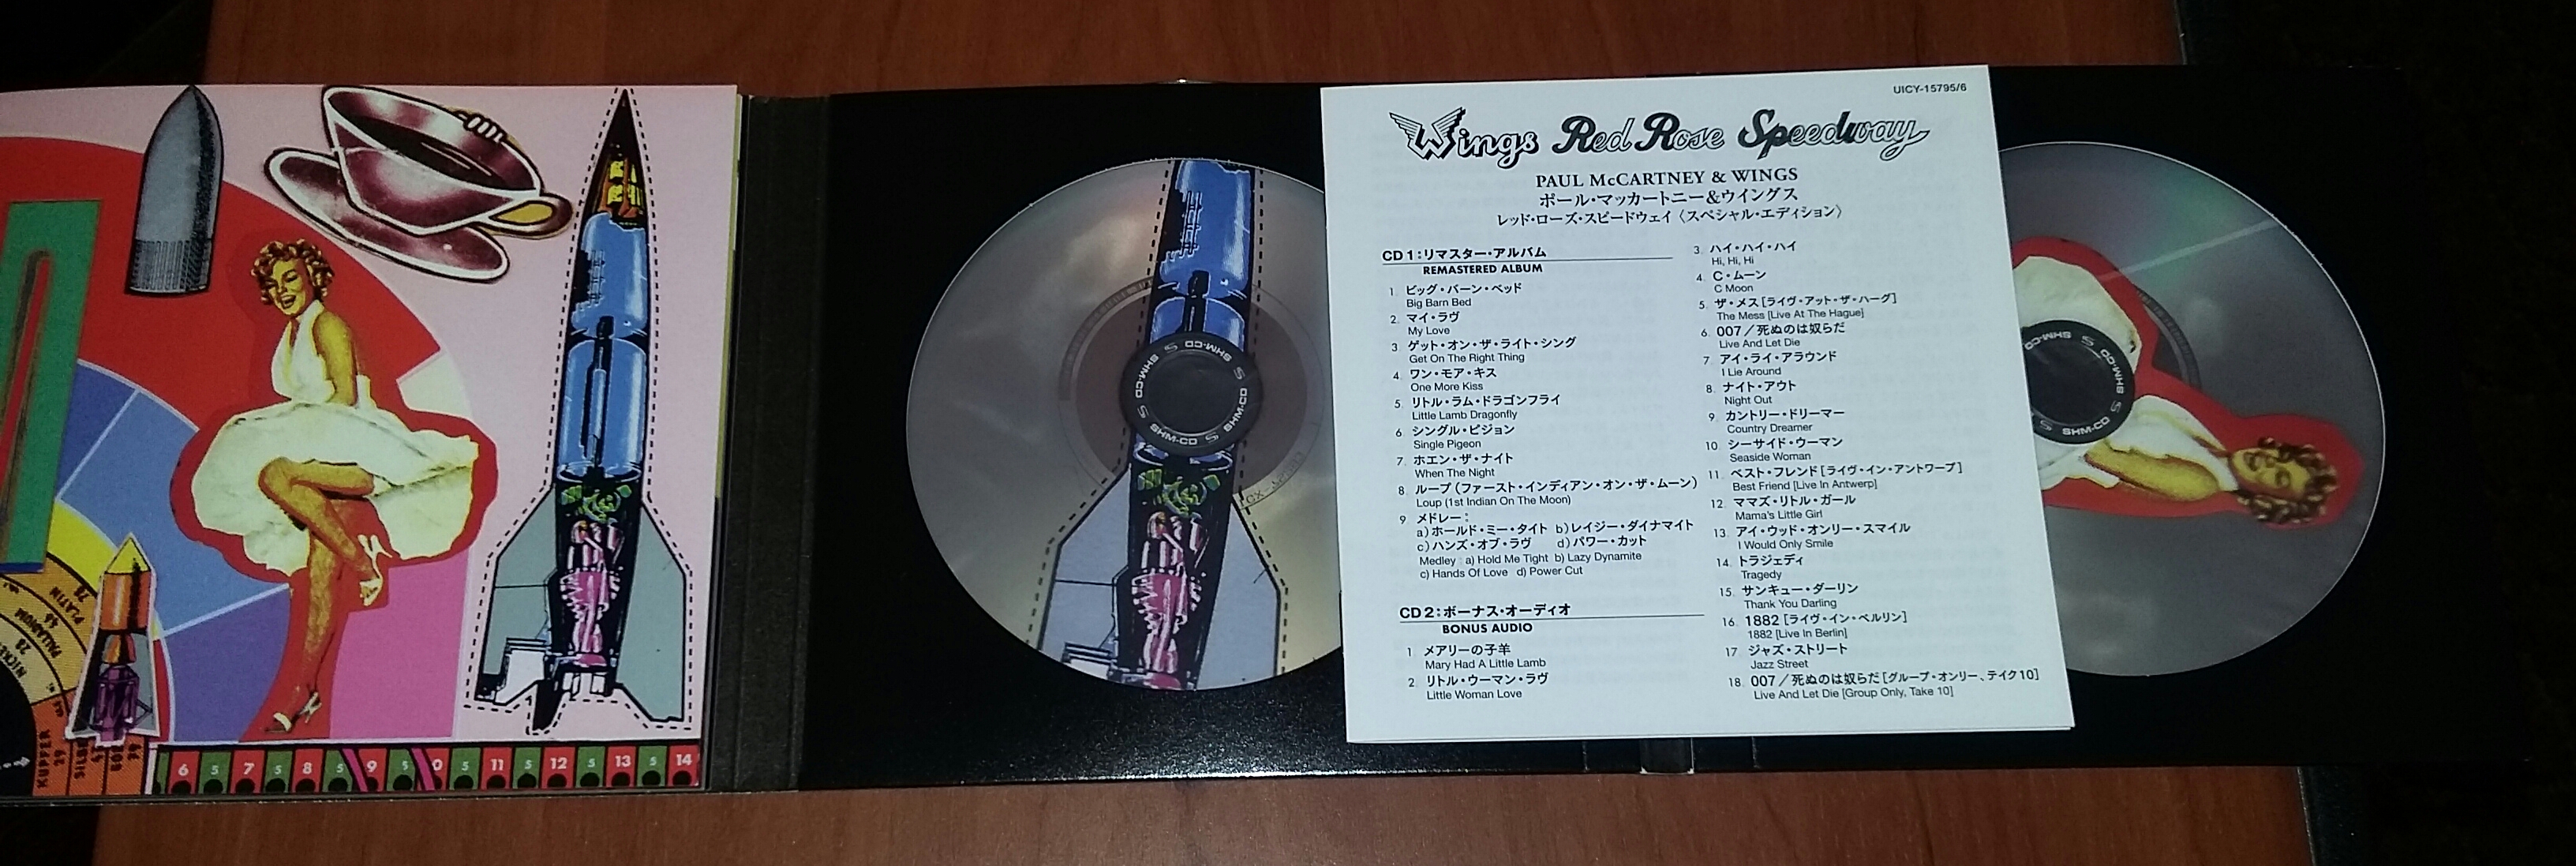 UICY-15795/6
Wings Red Rose Speedway
PAUL McCARTNEY & WINGS
ポール・マッカートニー&ウイングス
レッド・ローズ・スピードウェイ〈スペシャル・エディション〉
CD 1:リマスター・アルバム
REMASTERED ALBUM
1. ビッグ・バーン・ベッド
Big Barn Bed
2. マイ・ラヴ
My Love
3. ゲット・オン・ザ・ライト・シング
Get On The Right Thing
4. ワン・モア・キス
One More Kiss
5. リトル・ラム・ドラゴンフライ
Little Lamb Dragonfly
6. シングル・ピジョン
Single Pigeon
7. ホエン・ザ・ナイト
When The Night
8. ループ(ファースト・インディアン・オン・ザ・ムーン)
Loup (1st Indian On The Moon)
9. メドレー:
a)ホールド・ミー・タイト b)レイジー・ダイナマイト
c)ハンズ・オブ・ラヴ d)パワー・カット
Medley a) Hold Me Tight b) Lazy Dynamite
c) Hands Of Love d) Power Cut
CD 2:ボーナス・オーディオ
BONUS AUDIO
1. メアリーの子羊
Mary Had A Little Lamb
2. リトル・ウーマン・ラヴ
Little Woman Love
3. ハイ・ハイ・ハイ
Hi, Hi, Hi
4. C・ムーン
C Moon
5. ザ・メス[ライヴ・アット・ザ・ハーグ]
The Mess [Live At The Hague]
6. 007/死ぬのは奴らだ
Live And Let Die
7. アイ・ライ・アラウンド
I Lie Around
8. ナイト・アウト
Night Out
9. カントリー・ドリーマー
Country Dreamer
10. シーサイド・ウーマン
Seaside Woman
11. ベスト・フレンド[ライヴ・イン・アントワープ]
Best Friend [Live In Antwerp]
12. ママズ・リトル・ガール
Mama's Little Girl
13. アイ・ウッド・オンリー・スマイル
I Would Only Smile
14. トラジェディ
Tragedy
15. サンキュー・ダーリン
Thank You Darling
16. 1882[ライヴ・イン・ベルリン]
1882 [Live In Berlin]
17. ジャズ・ストリート
Jazz Street
18. 007/死ぬのは奴らだ[グループ・オンリー、テイク10]
Live And Let Die [Group Only, Take 10]
SHM-CD S SHM-CD S SHM-CD S SHM-CD S
SHM-CD S SHM-CD S SHM-CD
PLATIN
78
PALLADIUM
46
28
KUPFER
29
6 5 7 5 8 5 9 5 0 5 11 5 12 5 13 5 14